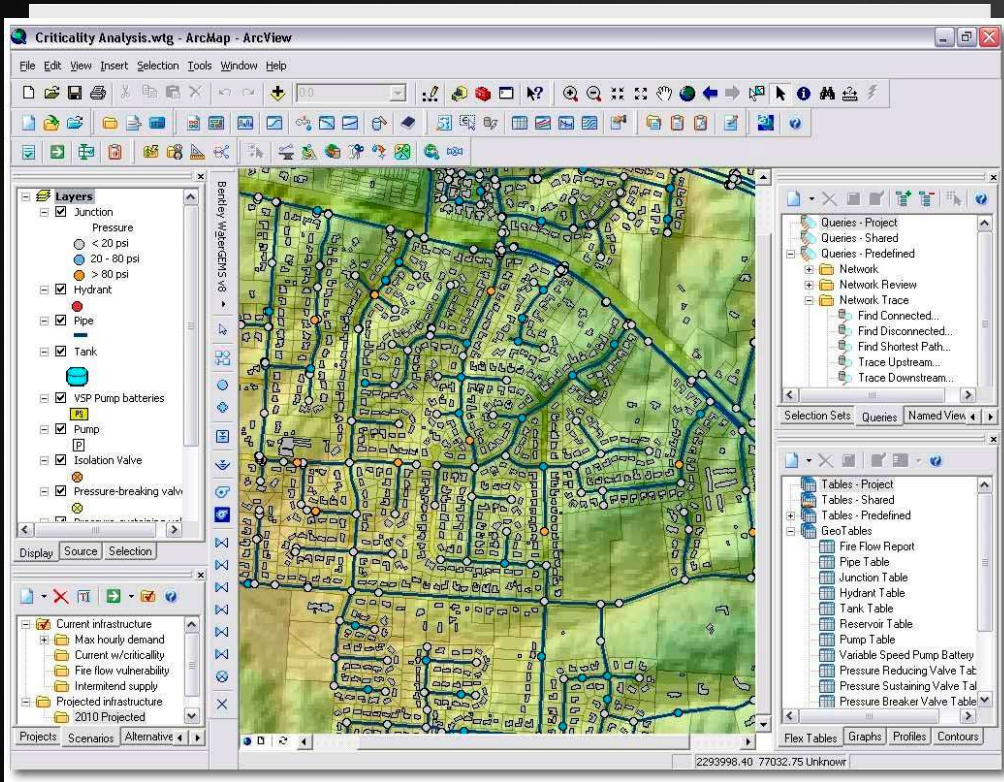 Criticality Analysis.wtg - ArcMap - ArcView
File Edit View Insert Selection Tools Window Help
0.0
Layers
Junction
Pressure
< 20 psi
20 - 80 psi
> 80 psi
Hydrant
Pipe
Tank
VSP Pump batteries
PS
Pump
P
Isolation Valve
Pressure-breaking valv
Display Source Selection
Current infrastructure
Max hourly demand
Current w/criticality
Fire flow vulnerability
Intermitend supply
Projected infrastructure
2010 Projected
Projects Scenarios Alternative
Bentley WaterGEMS v8
Queries - Project
Queries - Shared
Queries - Predefined
Network
Network Review
Network Trace
Find Connected...
Find Disconnected...
Find Shortest Path...
Trace Upstream...
Trace Downstream...
Selection Sets Queries Named View
Tables - Project
Tables - Shared
Tables - Predefined
GeoTables
Fire Flow Report
Pipe Table
Junction Table
Hydrant Table
Tank Table
Reservoir Table
Pump Table
Variable Speed Pump Battery
Pressure Reducing Valve Tab
Pressure Sustaining Valve Tal
Pressure Breaker Valve Table
Flex Tables Graphs Profiles Contours
2293998.40 77032.75 Unknowr